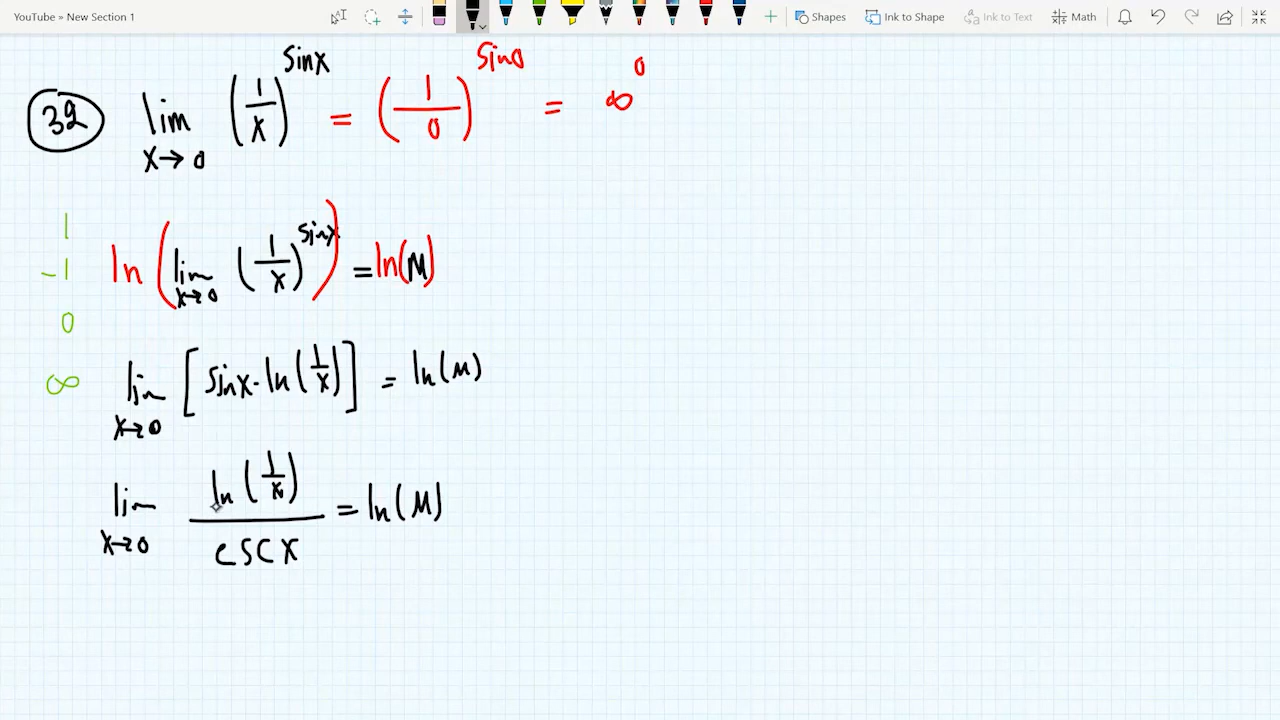 YouTube » New Section 1 Shapes Ink to Shape Ink to Text Math
32 lim x→0 (1/x)^sinx = (1/0)^sin0 = ∞^0
1
-1 ln(lim x→0 (1/x)^sinx) = ln(M)
0
∞ lim x→0 [sinx·ln(1/x)] = ln(M)
lim x→0 ln(1/x)/cscx = ln(M)